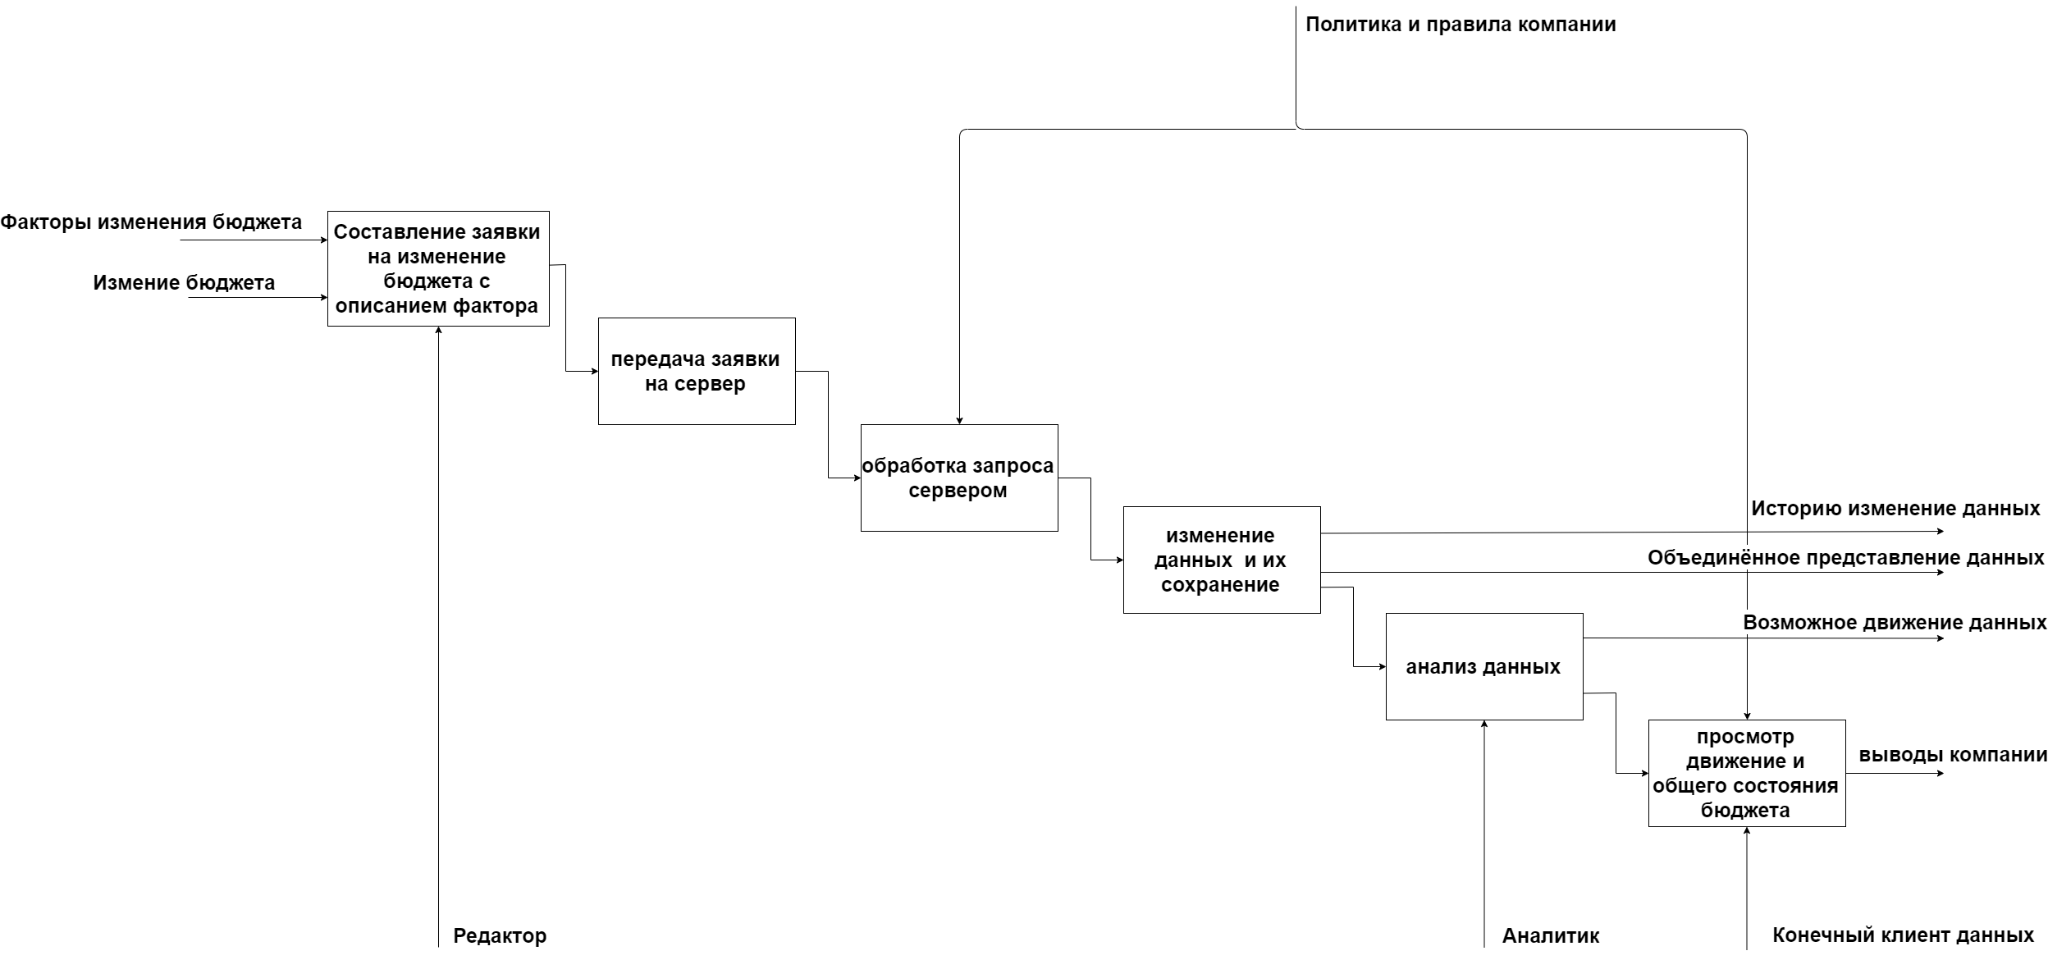 Политика и правила компании
Факторы изменения бюджета
Измение бюджета
Составление заявки
на изменение
бюджета с
описанием фактора
передача заявки
на сервер
обработка запроса
сервером
изменение
данных и их
сохранение
Историю изменение данных
Объединённое представление данных
Возможное движение данных
анализ данных
просмотр
движение и
общего состояния
бюджета
выводы компании
Редактор
Аналитик
Конечный клиент данных